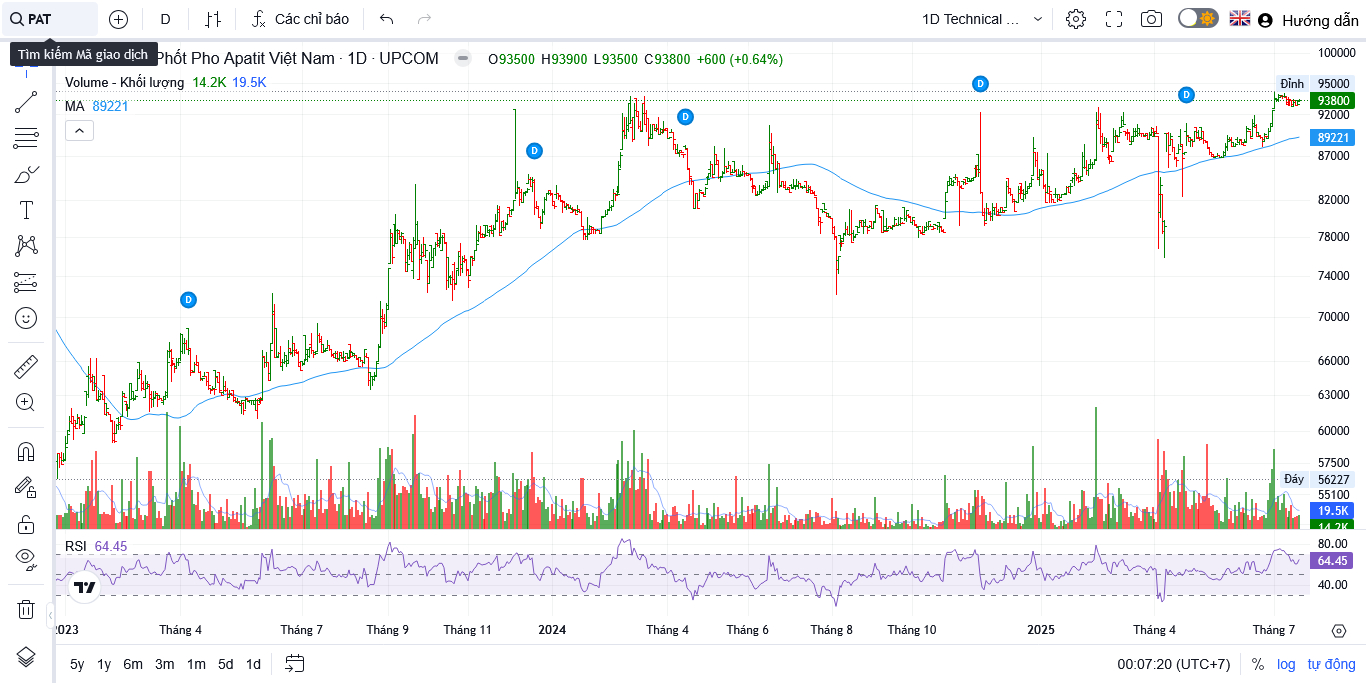 PAT
D
Các chỉ báo
1D Technical ...
Hướng dẫn
Tìm kiếm Mã giao dịch
Phốt Pho Apatit Việt Nam · 1D · UPCOM
O93500 H93900 L93500 C93800 +600 (+0.64%)
Volume - Khối lượng 14.2K 19.5K
MA 89221
100000
Đỉnh 95000
93800
92000
89221
87000
82000
78000
74000
70000
66000
63000
60000
57500
Đáy 56227
55100
19.5K
14.2K
D
D
D
D
D
RSI 64.45
80.00
64.45
40.00
2023
Tháng 4
Tháng 7
Tháng 9
Tháng 11
2024
Tháng 4
Tháng 6
Tháng 8
Tháng 10
2025
Tháng 4
Tháng 7
5y 1y 6m 3m 1m 5d 1d
00:07:20 (UTC+7)
% log tự động